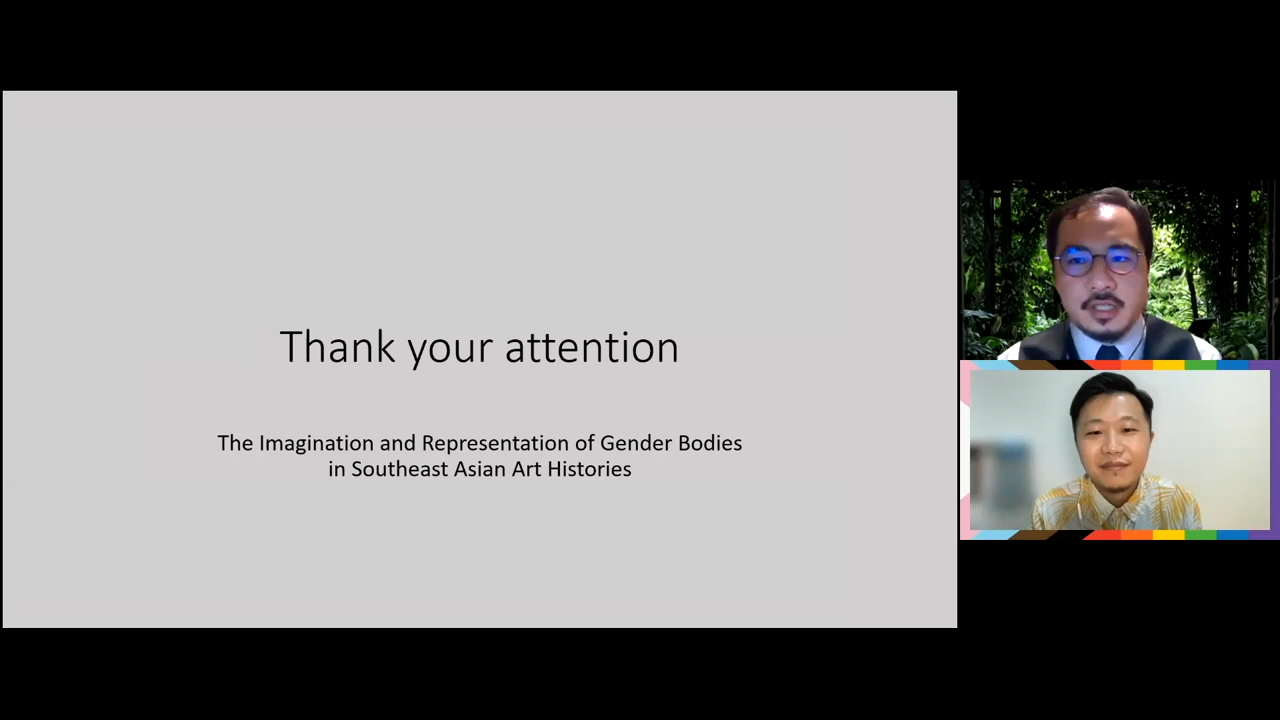 Thank your attention
The Imagination and Representation of Gender Bodies
in Southeast Asian Art Histories